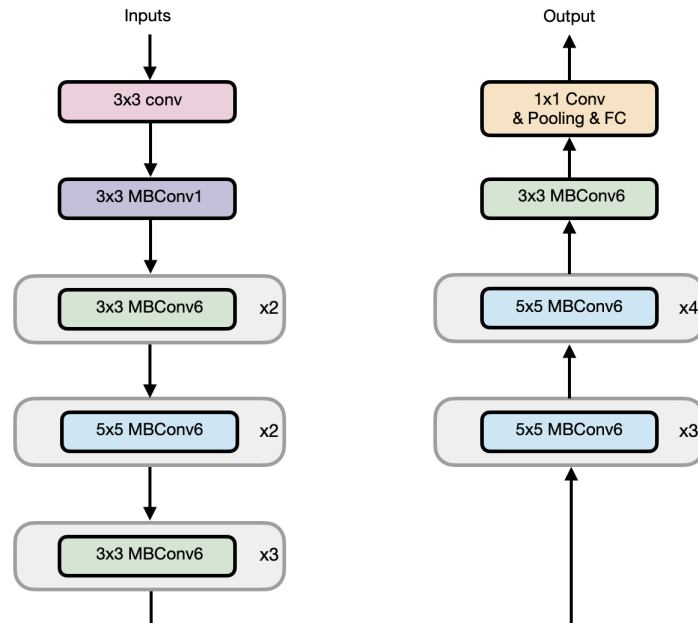 Inputs
3x3 conv
3x3 MBConv1
3x3 MBConv6
x2
5x5 MBConv6
x2
3x3 MBConv6
x3
Output
1x1 Conv
& Pooling & FC
3x3 MBConv6
5x5 MBConv6
x4
5x5 MBConv6
x3